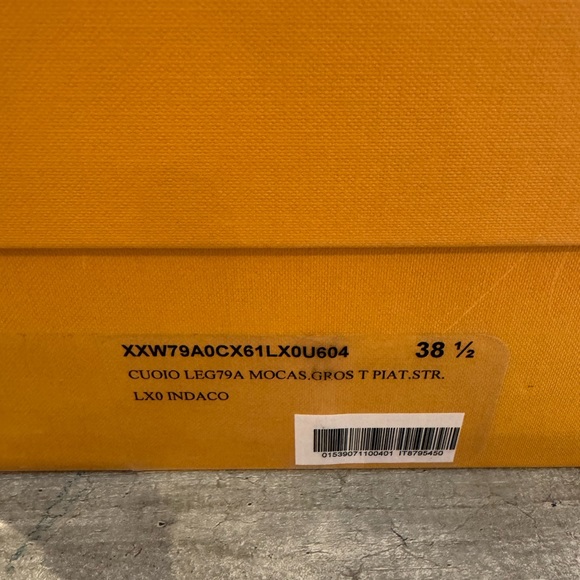 XXW79A0CX61LX0U604 38 ½
CUOIO LEG79A MOCAS.GROS T PIAT.STR.
LX0 INDACO
01539071100401 IT8795450